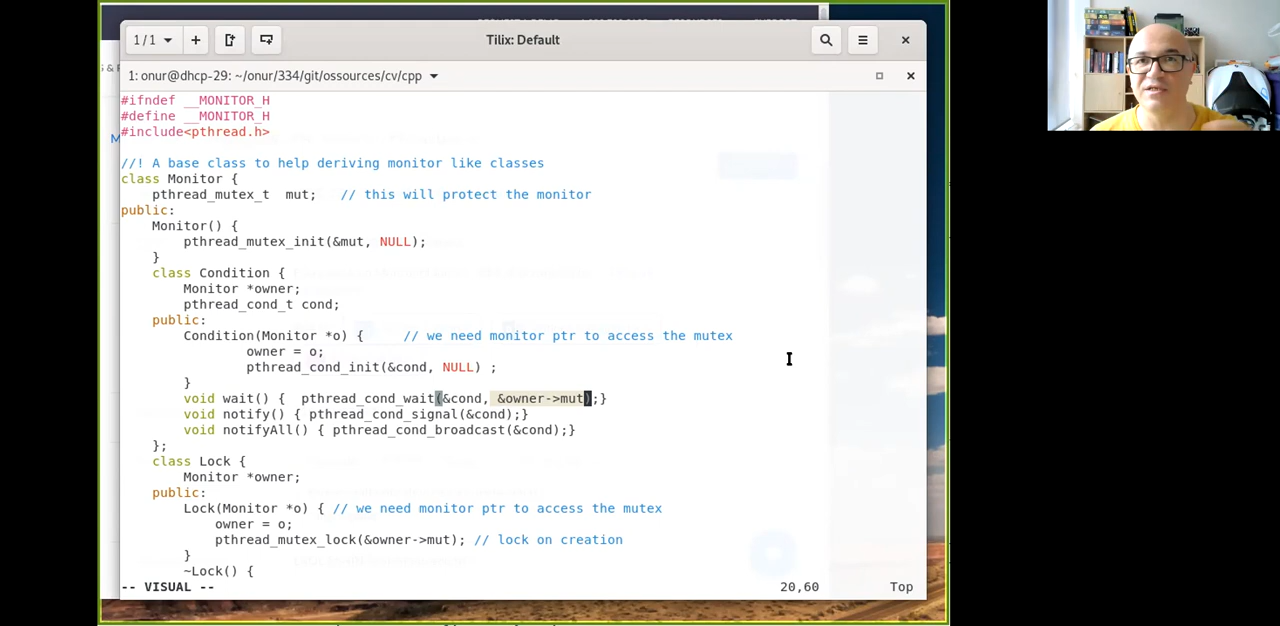 1 / 1
Tilix: Default
1: onur@dhcp-29: ~/onur/334/git/ossources/cv/cpp
#ifndef __MONITOR_H
#define __MONITOR_H
#include<pthread.h>
//! A base class to help deriving monitor like classes
class Monitor {
    pthread_mutex_t  mut;   // this will protect the monitor
public:
    Monitor() {
        pthread_mutex_init(&mut, NULL);
    }
    class Condition {
        Monitor *owner;
        pthread_cond_t cond;
    public:
        Condition(Monitor *o) {     // we need monitor ptr to access the mutex
                owner = o;
                pthread_cond_init(&cond, NULL) ;
        }
        void wait() {  pthread_cond_wait(&cond, &owner->mut);}
        void notify() { pthread_cond_signal(&cond);}
        void notifyAll() { pthread_cond_broadcast(&cond);}
    };
    class Lock {
        Monitor *owner;
    public:
        Lock(Monitor *o) { // we need monitor ptr to access the mutex
            owner = o;
            pthread_mutex_lock(&owner->mut); // lock on creation
        }
        ~Lock() {
-- VISUAL --
20,60
Top